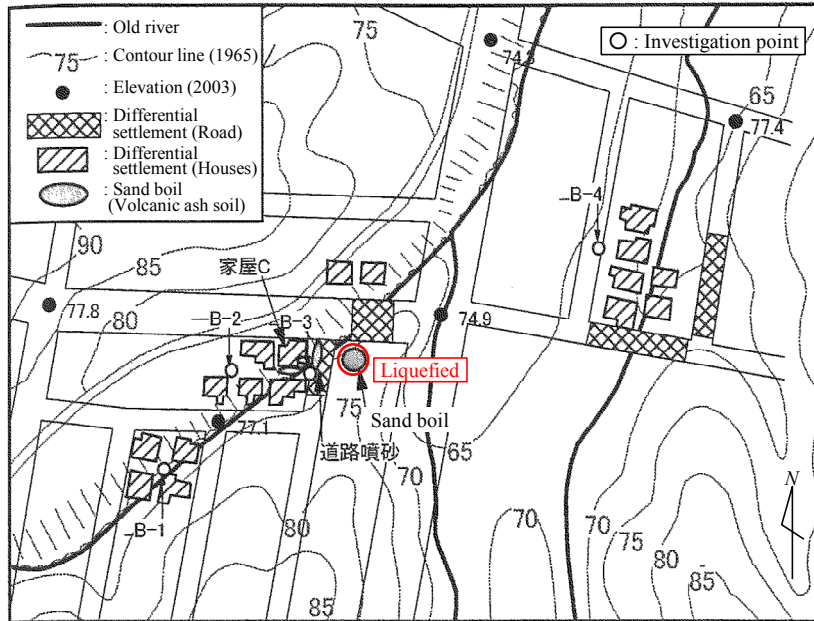 : Old river
75 : Contour line (1965)
: Elevation (2003)
: Differential
settlement (Road)
: Differential
settlement (Houses)
: Sand boil
(Volcanic ash soil)
: Investigation point
74.3
65
77.4
B-4
90
85
家屋C
77.8
80
B-2
B-3
74.9
Liquefied
75
Sand boil
77.1
道路噴砂
65
70
B-1
80
70
70
75
80
85
85
N